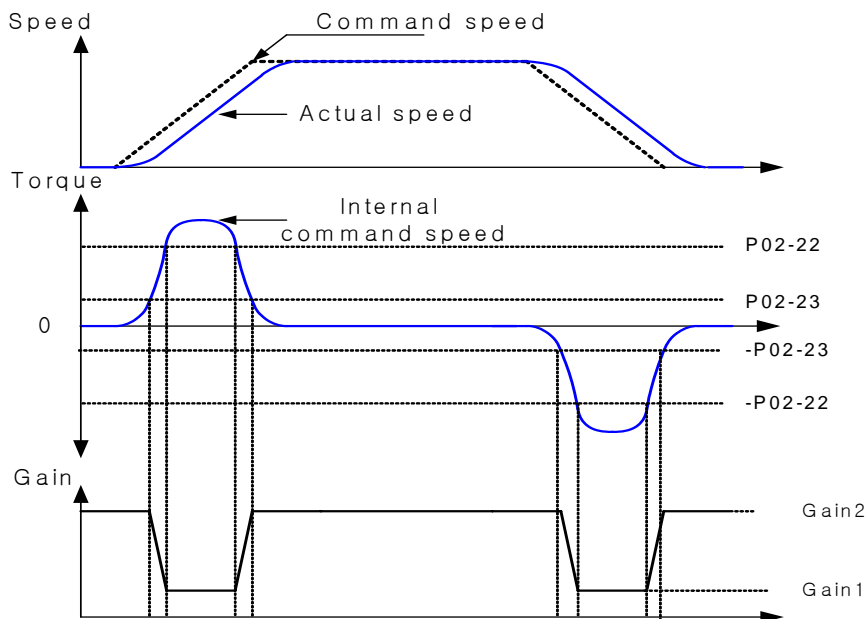 Speed
Command speed
Actual speed
Torque
Internal
command speed
P02-22
P02-23
0
-P02-23
-P02-22
Gain
Gain2
Gain1